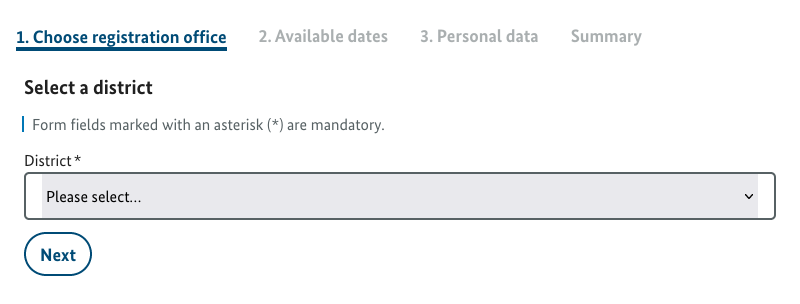 1. Choose registration office 2. Available dates 3. Personal data Summary
Select a district
Form fields marked with an asterisk (*) are mandatory.
District *
Please select...
Next